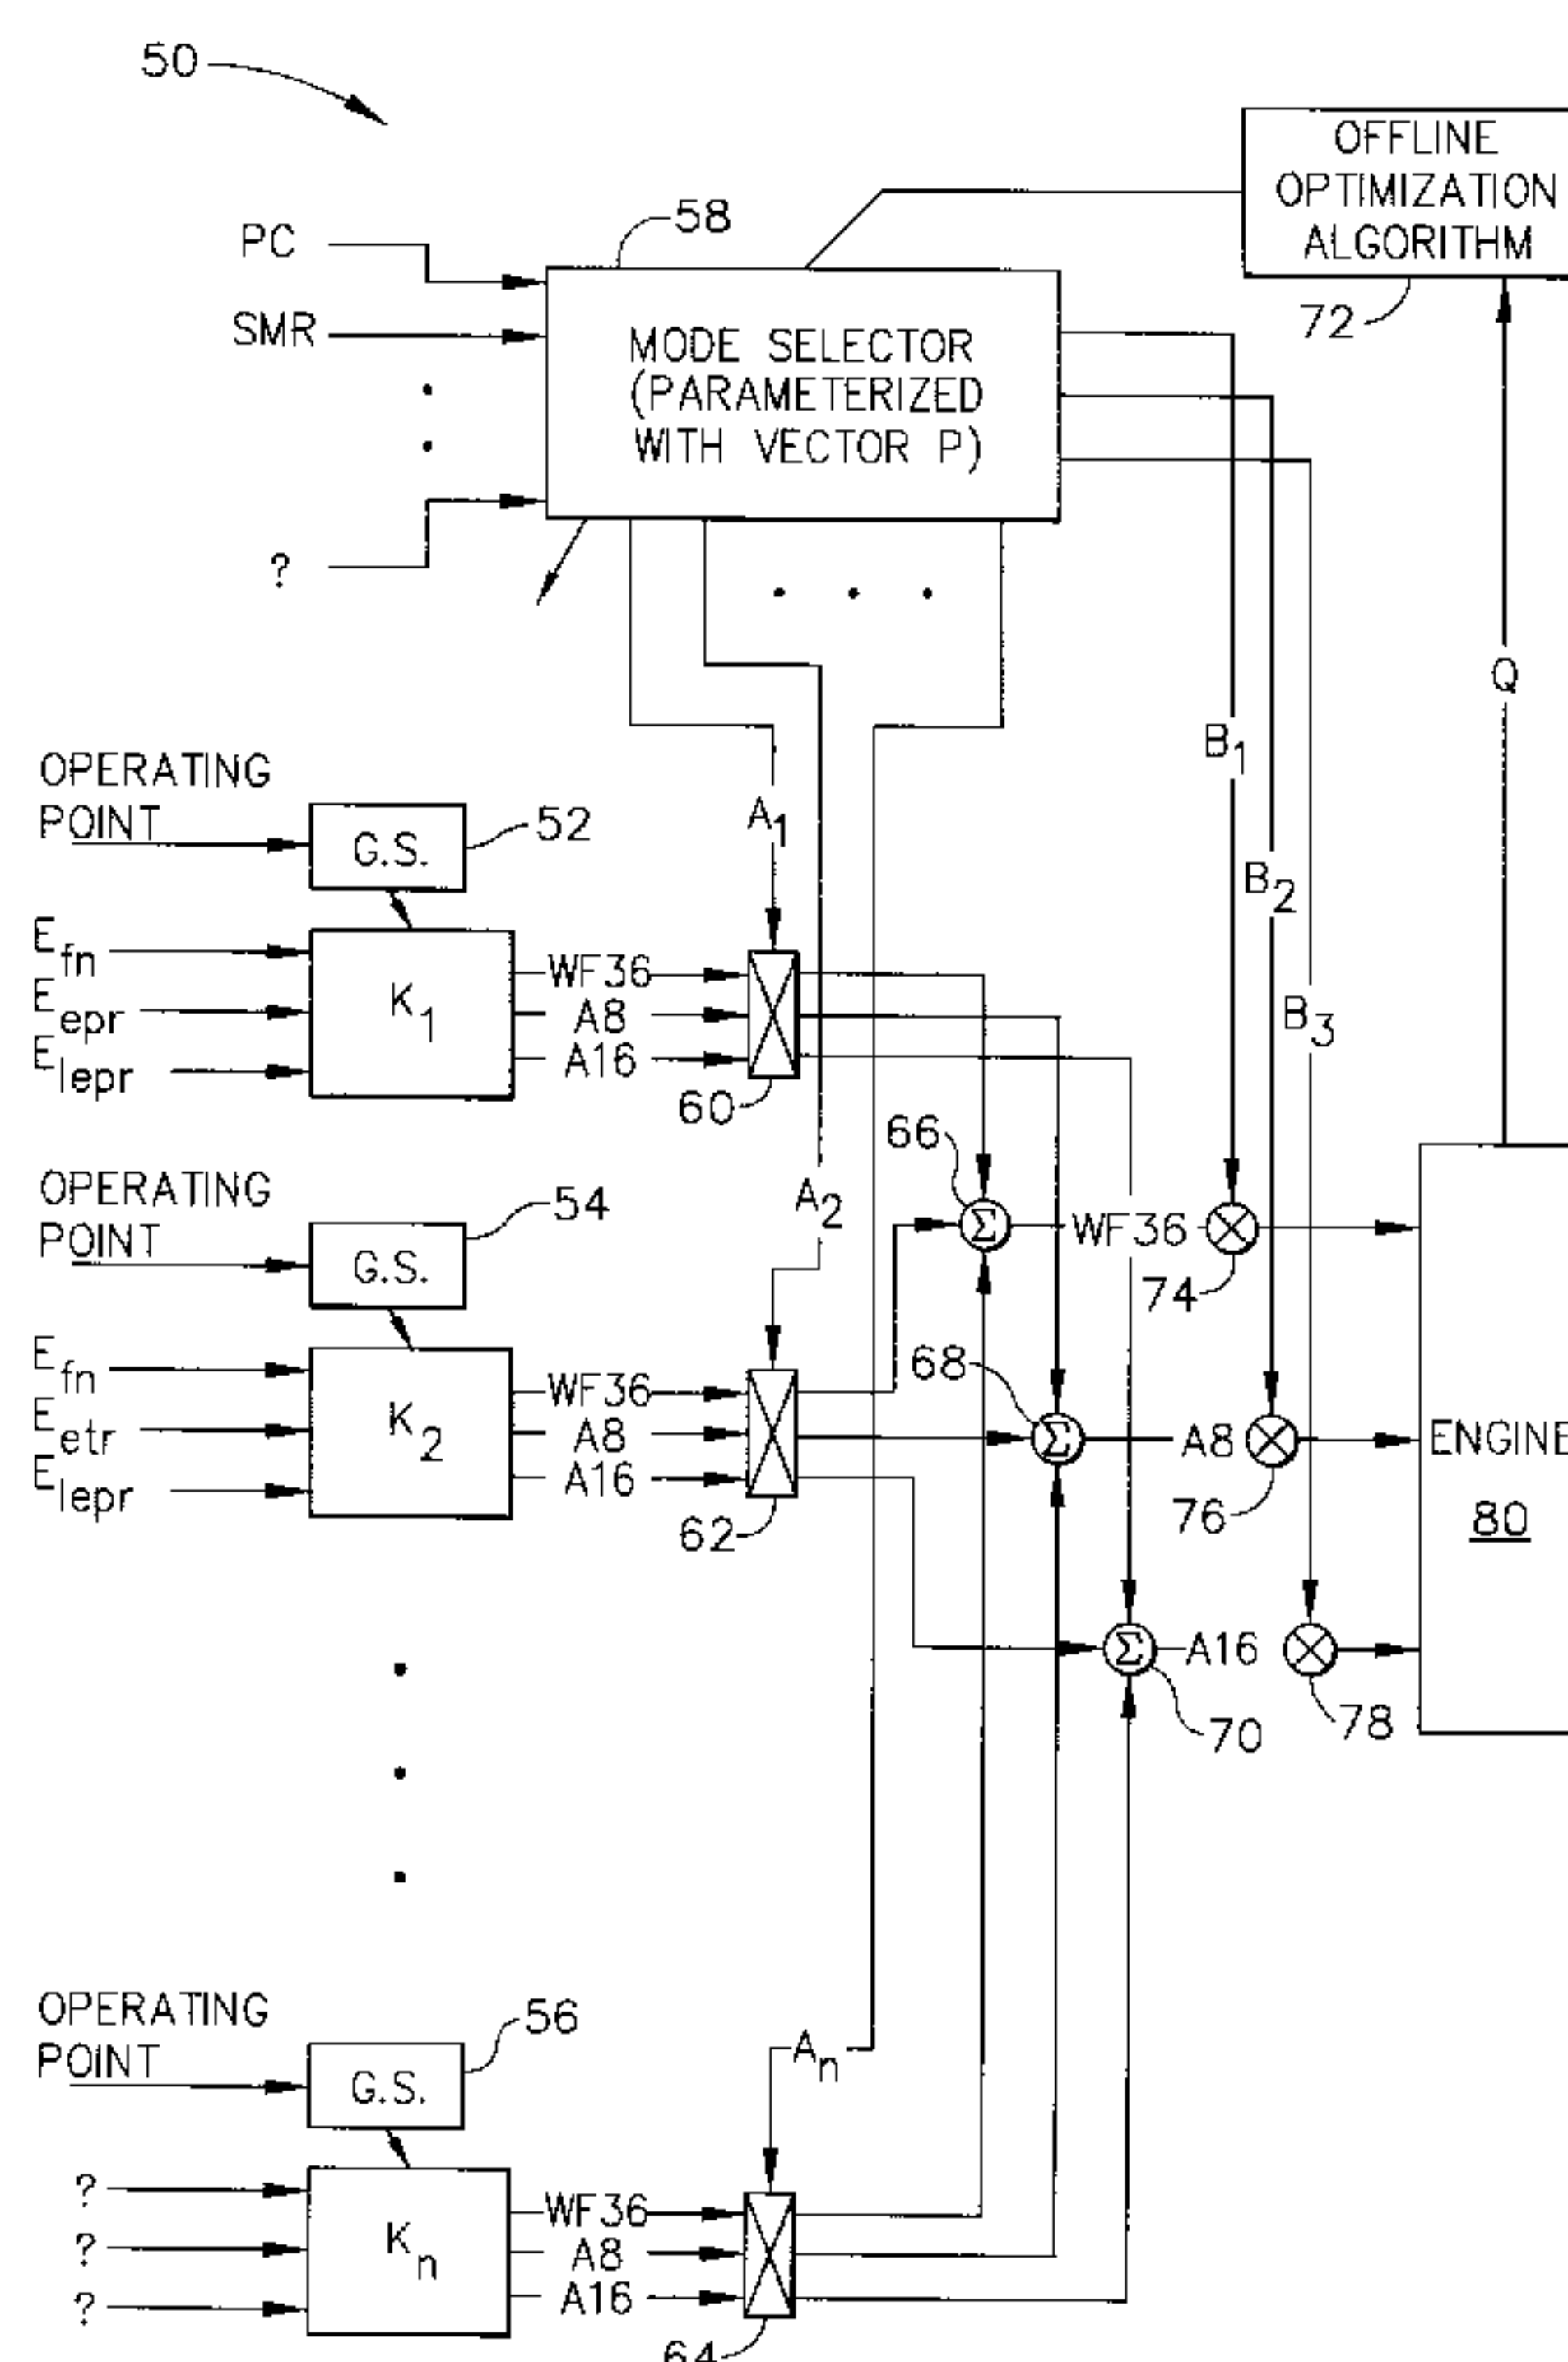 50
OFFLINE
OPTIMIZATION
ALGORITHM
72
PC
SMR
?
58
MODE SELECTOR
(PARAMETERIZED
WITH VECTOR P)
Q
B1
B2
B3
OPERATING
POINT
G.S.
52
A1
Efn
Eepr
Elepr
K1
WF36
A8
A16
60
66
Σ
WF36
74
A2
OPERATING
POINT
G.S.
54
Efn
Eetr
Elepr
K2
WF36
A8
A16
62
68
Σ
A8
76
ENGINE
80
Σ
A16
70
78
OPERATING
POINT
G.S.
56
An
?
?
?
Kn
WF36
A8
A16
64